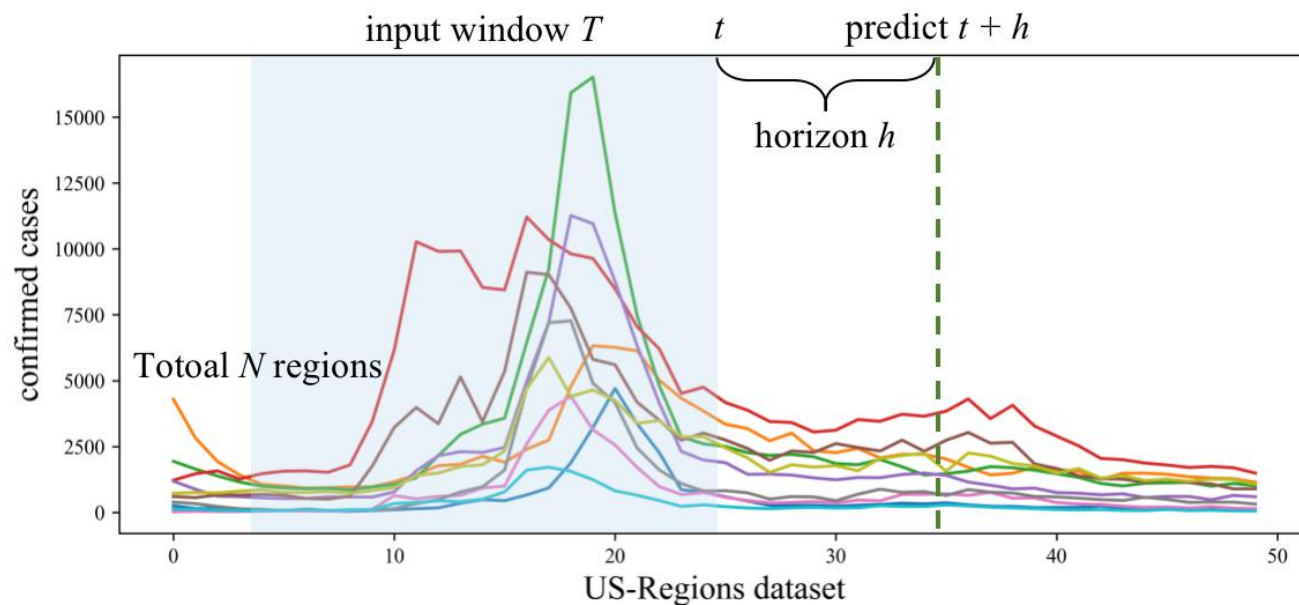 input window T
t
predict t + h
horizon h
Totoal N regions
confirmed cases
15000
12500
10000
7500
5000
2500
0
0
10
20
30
40
50
US-Regions dataset